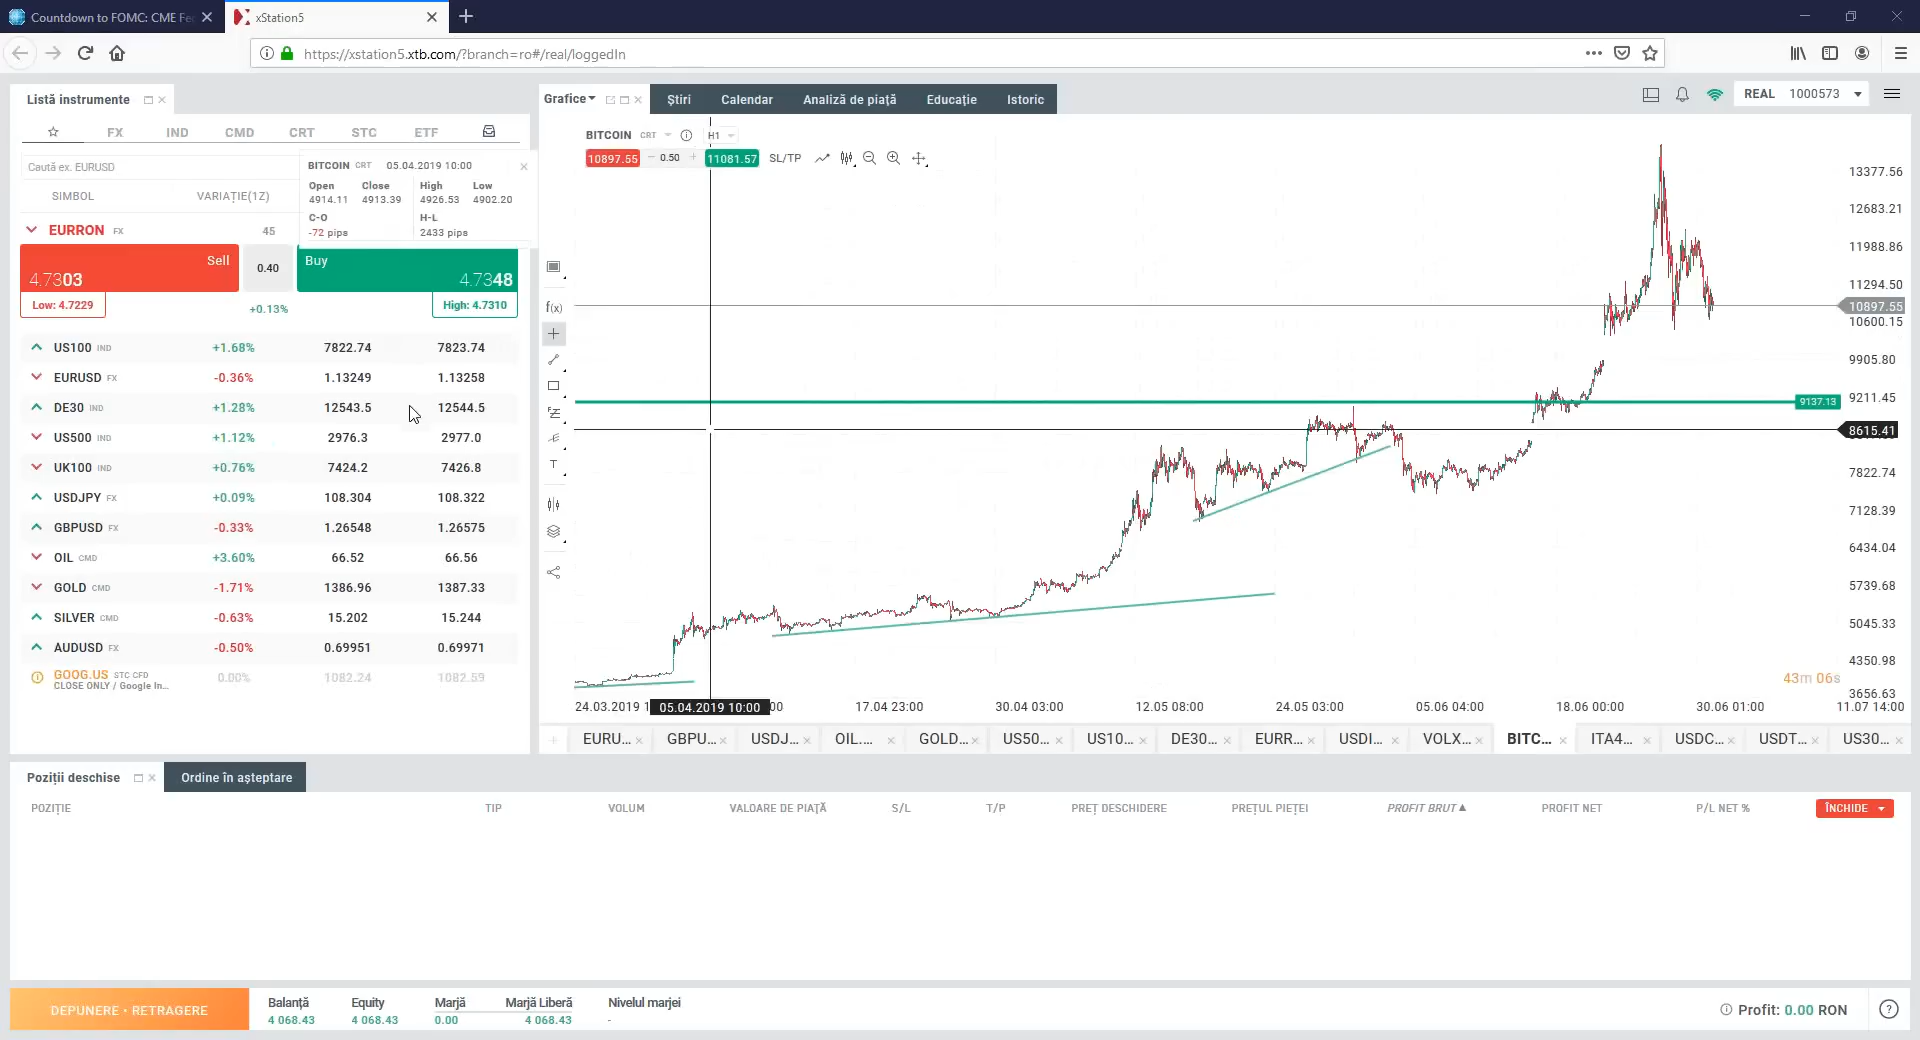 Countdown to FOMC: CME Fe
xStation5
https://xstation5.xtb.com/?branch=ro#/real/loggedIn
Listă instrumente
FX IND CMD CRT STC ETF
Caută ex. EURUSD
SIMBOL VARIAȚIE(1Z)
EURRON FX 45
Sell 4.7303
0.40
Buy 4.7348
Low: 4.7229 +0.13% High: 4.7310
BITCOIN CRT 05.04.2019 10:00
Open Close High Low
4914.11 4913.39 4926.53 4902.20
C-O H-L
-72 pips 2433 pips
US100 IND +1.68% 7822.74 7823.74
EURUSD FX -0.36% 1.13249 1.13258
DE30 IND +1.28% 12543.5 12544.5
US500 IND +1.12% 2976.3 2977.0
UK100 IND +0.76% 7424.2 7426.8
USDJPY FX +0.09% 108.304 108.322
GBPUSD FX -0.33% 1.26548 1.26575
OIL CMD +3.60% 66.52 66.56
GOLD CMD -1.71% 1386.96 1387.33
SILVER CMD -0.63% 15.202 15.244
AUDUSD FX -0.50% 0.69951 0.69971
GOOG.US STC CFD 0.00% 1082.24 1082.59
CLOSE ONLY / Google In...
Grafice Știri Calendar Analiză de piață Educație Istoric
REAL 1000573
BITCOIN CRT H1
10897.55 0.50 11081.57 SL/TP
f(x)
T
13377.56
12683.21
11988.86
11294.50
10897.55
10600.15
9905.80
9211.45
9137.13
8615.41
7822.74
7128.39
6434.04
5739.68
5045.33
4350.98
3656.63
43m 06s
24.03.2019 1 05.04.2019 10:00 00 17.04 23:00 30.04 03:00 12.05 08:00 24.05 03:00 05.06 04:00 18.06 00:00 30.06 01:00 11.07 14:00
EURU... GBPU... USDJ... OIL.... GOLD... US50... US10... DE30... EURR... USDI... VOLX... BITC... ITA4... USDC... USDT... US30...
Poziții deschise Ordine în așteptare
POZIȚIE TIP VOLUM VALOARE DE PIAȚĂ S/L T/P PREȚ DESCHIDERE PREȚUL PIEȚEI PROFIT BRUT PROFIT NET P/L NET % ÎNCHIDE
DEPUNERE • RETRAGERE
Balanță Equity Marjă Marjă Liberă Nivelul marjei
4 068.43 4 068.43 0.00 4 068.43 -
Profit: 0.00 RON